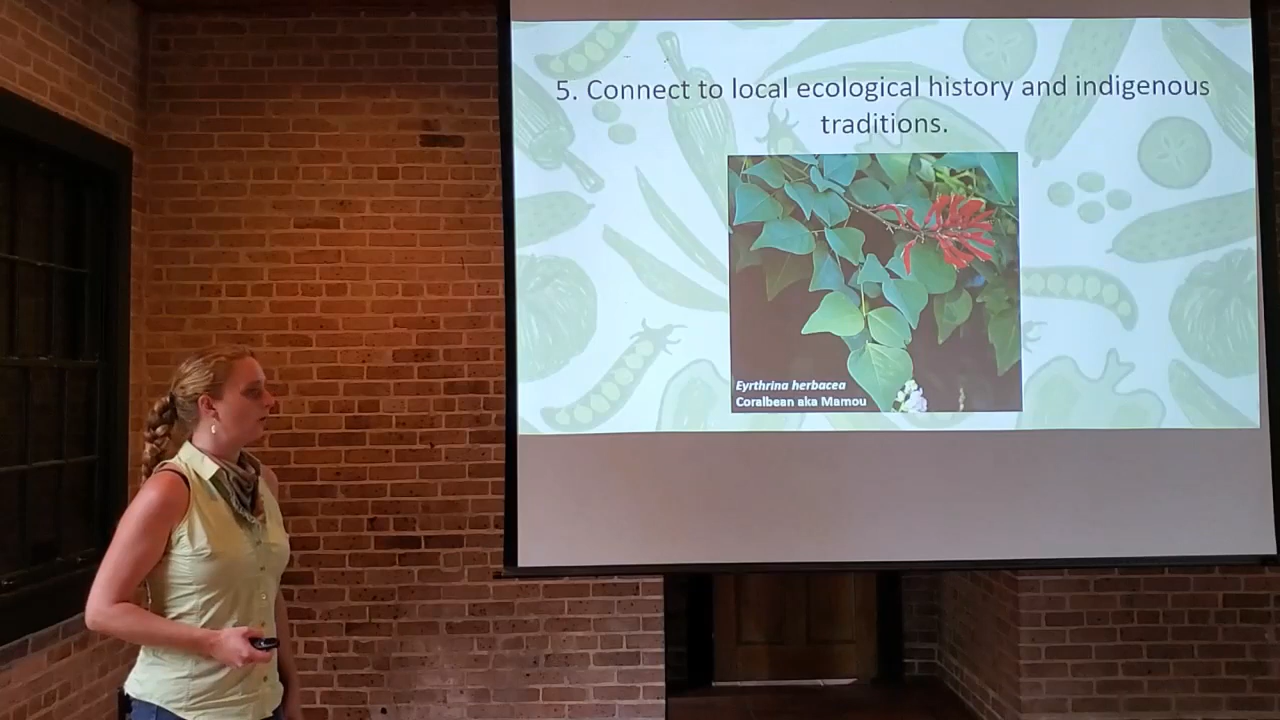 5. Connect to local ecological history and indigenous
traditions.
Eyrthrina herbacea
Coralbean aka Mamou